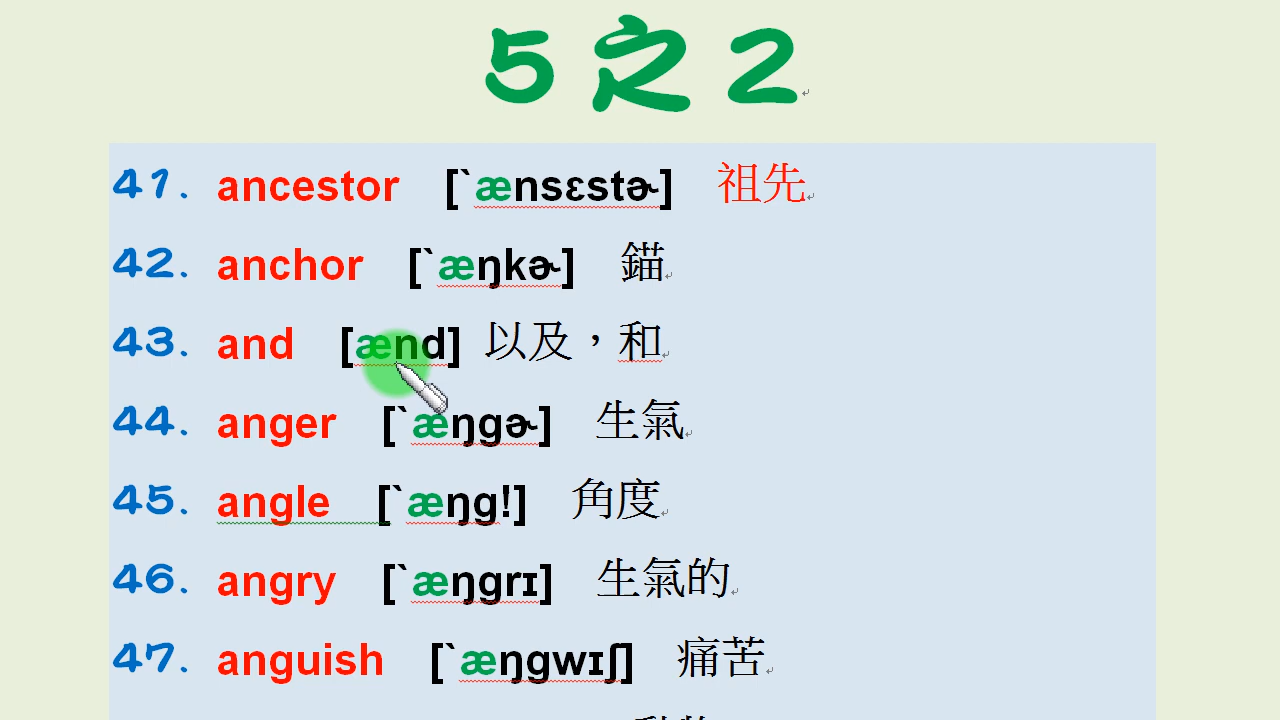 5 之 2
41. ancestor [ˋænsɛstɚ] 祖先
42. anchor [ˋæŋkɚ] 錨
43. and [ænd] 以及，和
44. anger [ˋæŋgɚ] 生氣
45. angle [ˋæŋg!] 角度
46. angry [ˋæŋgrɪ] 生氣的
47. anguish [ˋæŋgwɪʃ] 痛苦